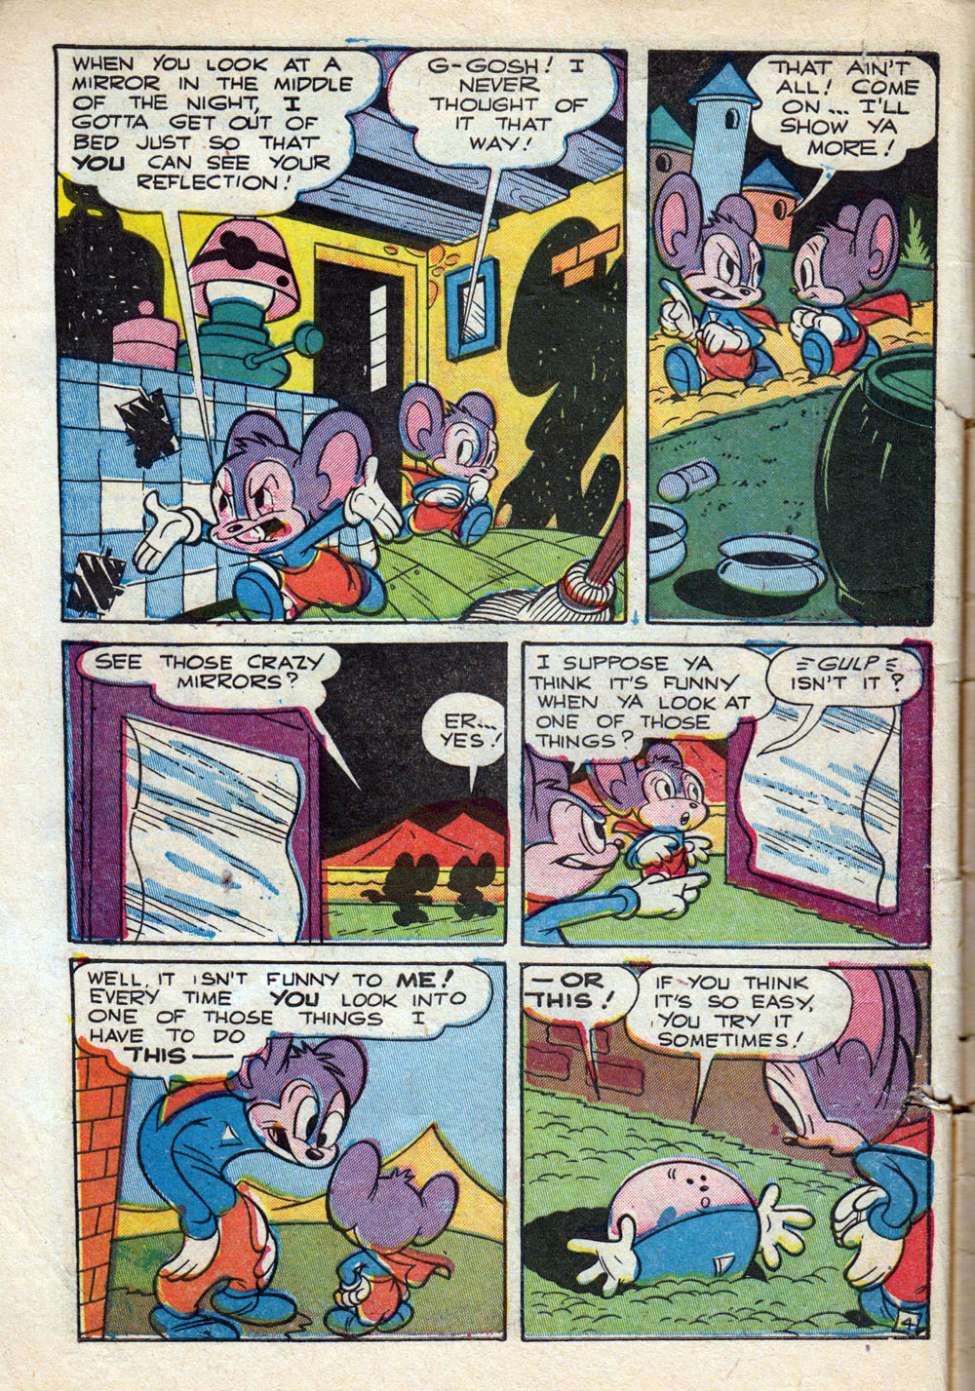 WHEN YOU LOOK AT A
MIRROR IN THE MIDDLE
OF THE NIGHT, I
GOTTA GET OUT OF
BED JUST SO THAT
YOU CAN SEE YOUR
REFLECTION!
G-GOSH! I
NEVER
THOUGHT OF
IT THAT
WAY!
THAT AIN'T
ALL! COME
ON... I'LL
SHOW YA
MORE!
SEE THOSE CRAZY
MIRRORS?
ER...
YES!
I SUPPOSE YA
THINK IT'S FUNNY
WHEN YA LOOK AT
ONE OF THOSE
THINGS?
GULP
ISN'T IT?
WELL, IT ISN'T FUNNY TO ME!
EVERY TIME YOU LOOK INTO
ONE OF THOSE THINGS I
HAVE TO DO
THIS—
—OR
THIS!
IF YOU THINK
IT'S SO EASY,
YOU TRY IT
SOMETIMES!
4